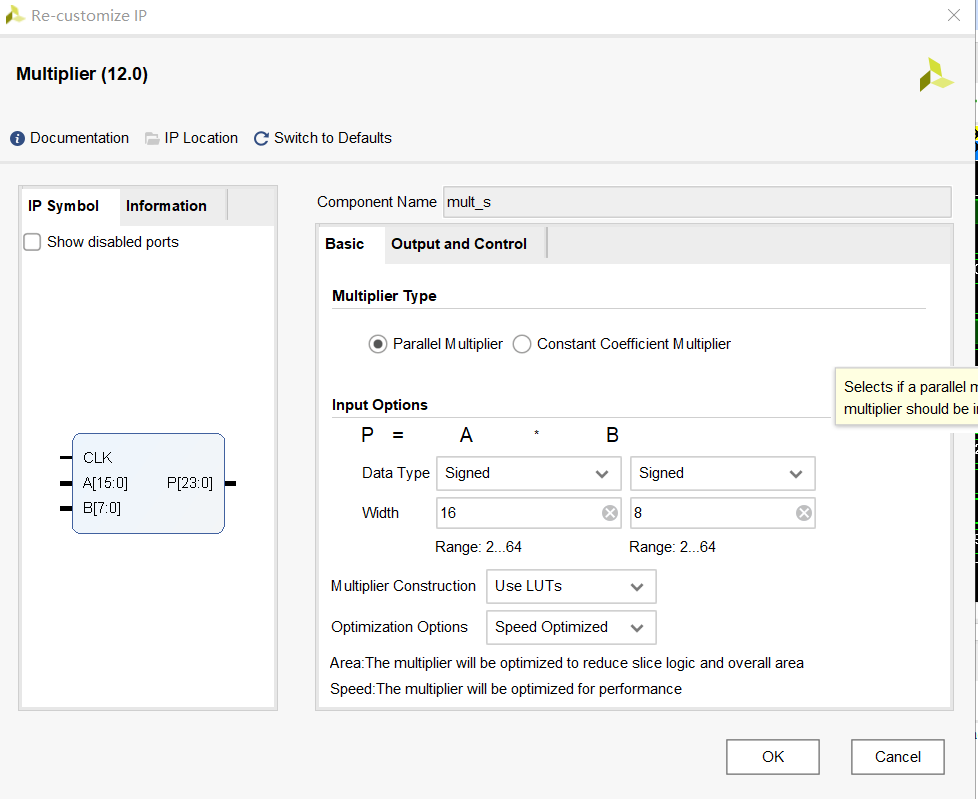 Re-customize IP
Multiplier (12.0)
Documentation IP Location Switch to Defaults
IP Symbol Information
Show disabled ports
CLK
A[15:0] P[23:0]
B[7:0]
Component Name mult_s
Basic Output and Control
Multiplier Type
Parallel Multiplier Constant Coefficient Multiplier
Selects if a parallel
multiplier should be
Input Options
P = A * B
Data Type Signed Signed
Width 16 8
Range: 2...64 Range: 2...64
Multiplier Construction Use LUTs
Optimization Options Speed Optimized
Area:The multiplier will be optimized to reduce slice logic and overall area
Speed:The multiplier will be optimized for performance
OK Cancel